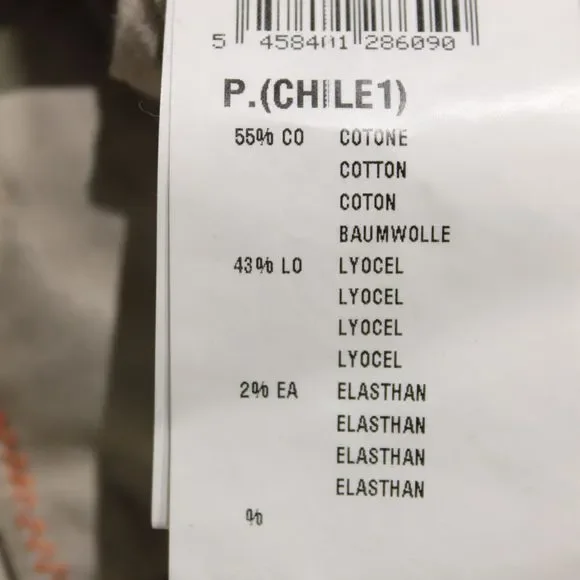 5 458401 286090
P.(CHILE1)
55% CO COTONE
COTTON
COTON
BAUMWOLLE
43% LO LYOCEL
LYOCEL
LYOCEL
LYOCEL
2% EA ELASTHAN
ELASTHAN
ELASTHAN
ELASTHAN
%